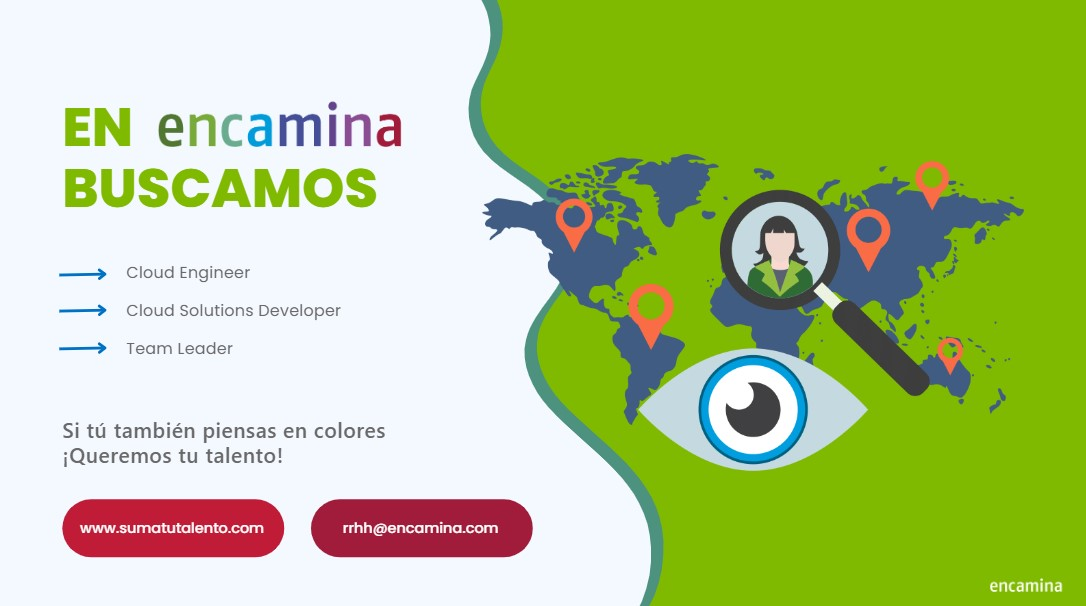 EN encamina
BUSCAMOS
Cloud Engineer
Cloud Solutions Developer
Team Leader
Si tú también piensas en colores
¡Queremos tu talento!
www.sumatutalento.com
rrhh@encamina.com
encamina